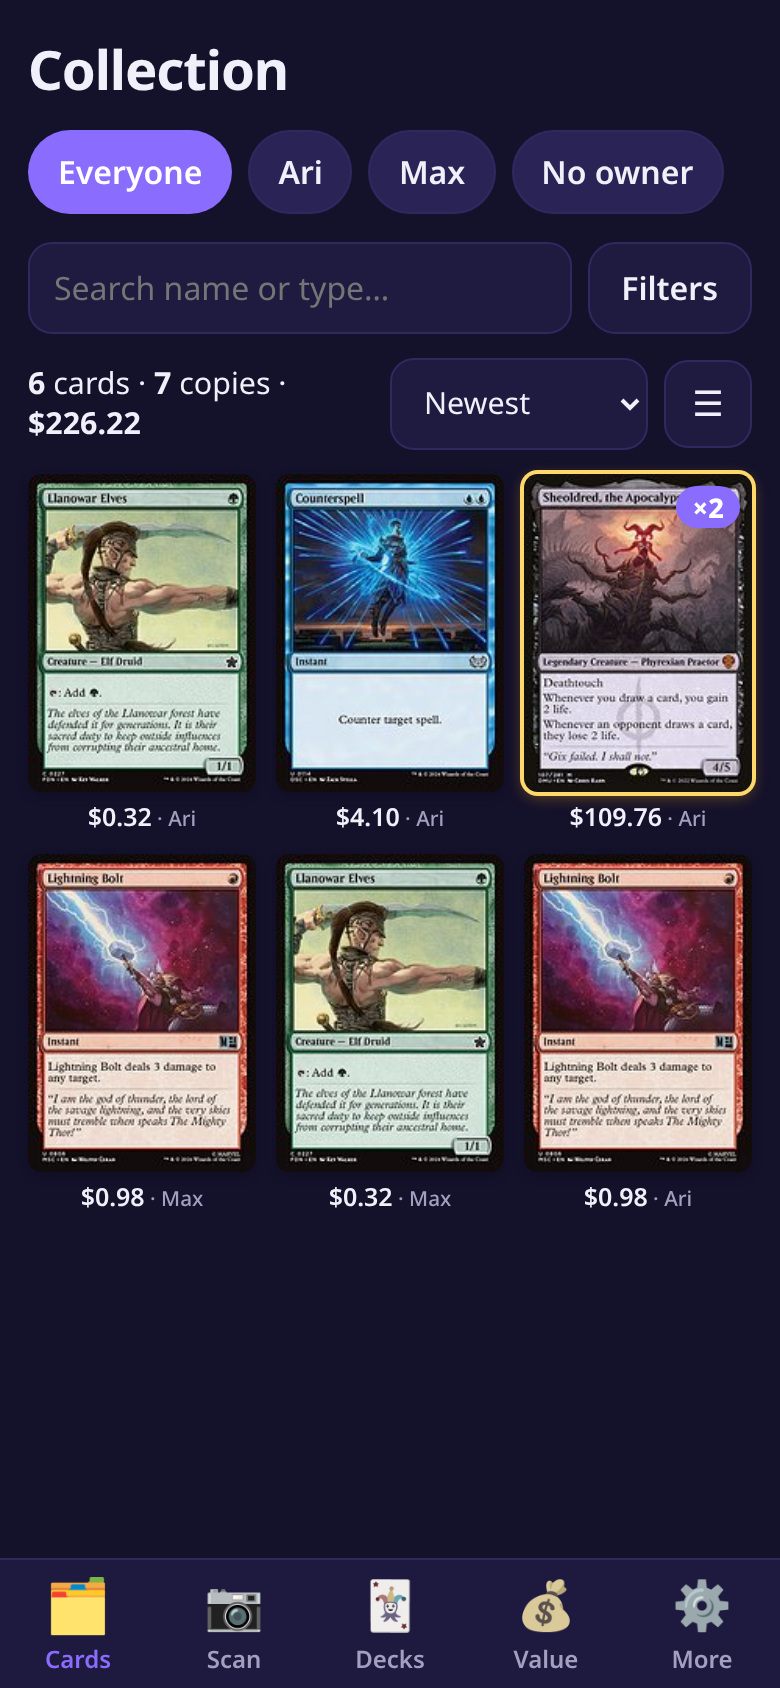 Collection
Everyone
Ari
Max
No owner
Search name or type...
Filters
6 cards · 7 copies ·
$226.22
Newest
☰
Llanowar Elves
Creature — Elf Druid
: Add .
The elves of the Llanowar forest have
defended it for generations. It is their
sacred duty to keep outside influences
from corrupting their ancestral home.
1/1
$0.32 · Ari
Counterspell
Instant
Counter target spell.
$4.10 · Ari
Sheoldred, the Apocalyp
×2
Legendary Creature — Phyrexian Praetor
Deathtouch
Whenever you draw a card, you gain
2 life.
Whenever an opponent draws a card,
they lose 2 life.
"Gix failed. I shall not."
4/5
$109.76 · Ari
Lightning Bolt
Instant
Lightning Bolt deals 3 damage to
any target.
"I am the god of thunder, the lord of
the savage lightning, and the very skies
must tremble when speaks The Mighty
Thor!"
$0.98 · Max
Llanowar Elves
Creature — Elf Druid
: Add .
The elves of the Llanowar forest have
defended it for generations. It is their
sacred duty to keep outside influences
from corrupting their ancestral home.
1/1
$0.32 · Max
Lightning Bolt
Instant
Lightning Bolt deals 3 damage to
any target.
"I am the god of thunder, the lord of
the savage lightning, and the very skies
must tremble when speaks The Mighty
Thor!"
$0.98 · Ari
Cards
Scan
Decks
Value
More